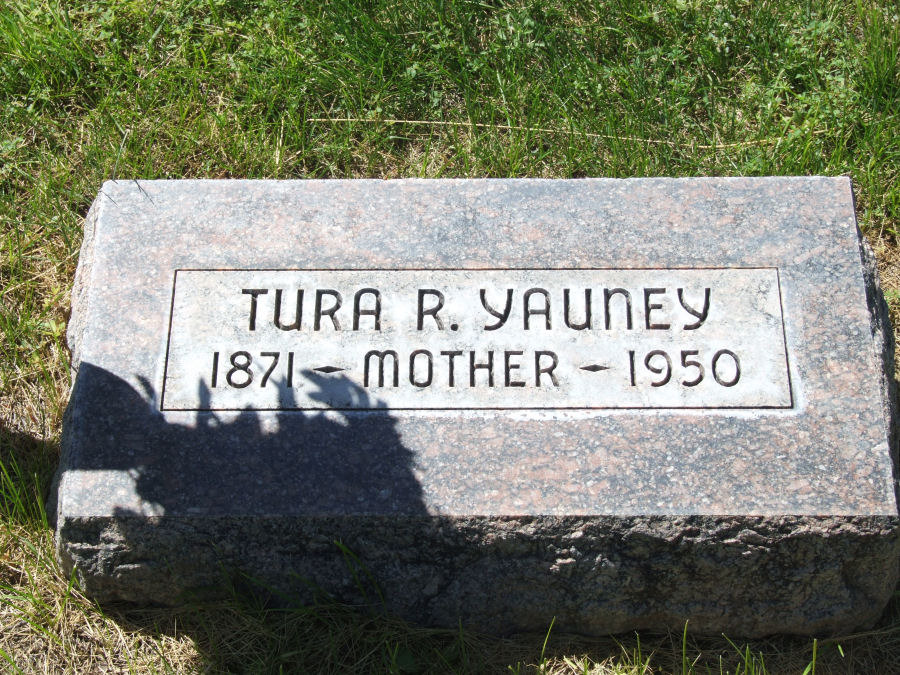 TURA R. YAUNEY
1871 - MOTHER - 1950